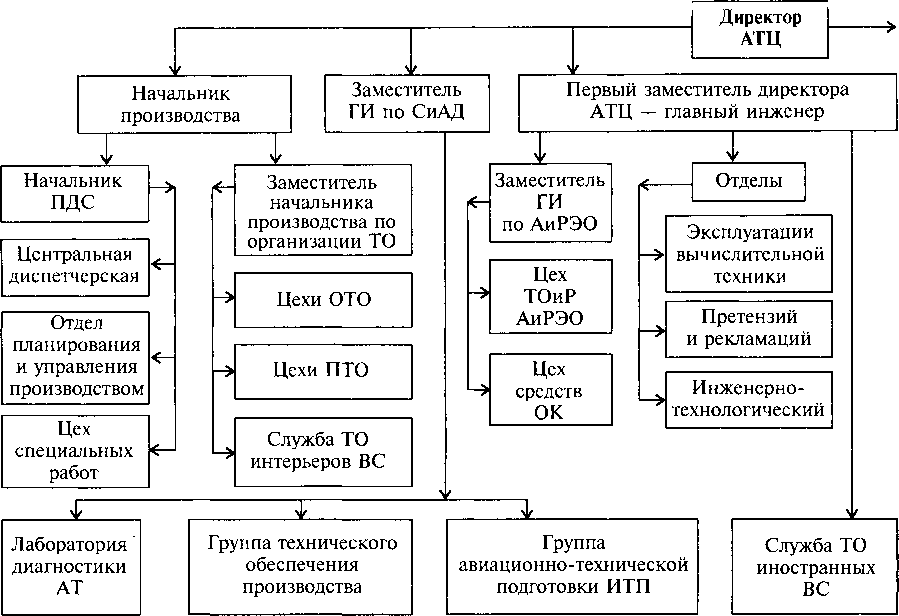 Директор
АТЦ
Начальник
производства
Заместитель
ГИ по СиАД
Первый заместитель директора
АТЦ — главный инженер
Начальник
ПДС
Заместитель
начальника
производства по
организации ТО
Заместитель
ГИ
по АиРЭО
Отделы
Центральная
диспетчерская
Цехи ОТО
Цех
ТОиР
АиРЭО
Эксплуатации
вычислительной
техники
Отдел
планирования
и управления
производством
Цехи ПТО
Цех
средств
ОК
Претензий
и рекламаций
Инженерно-
технологический
Цех
специальных
работ
Служба ТО
интерьеров ВС
Лаборатория
диагностики
АТ
Группа технического
обеспечения
производства
Группа
авиационно-технической
подготовки ИТП
Служба ТО
иностранных
ВС